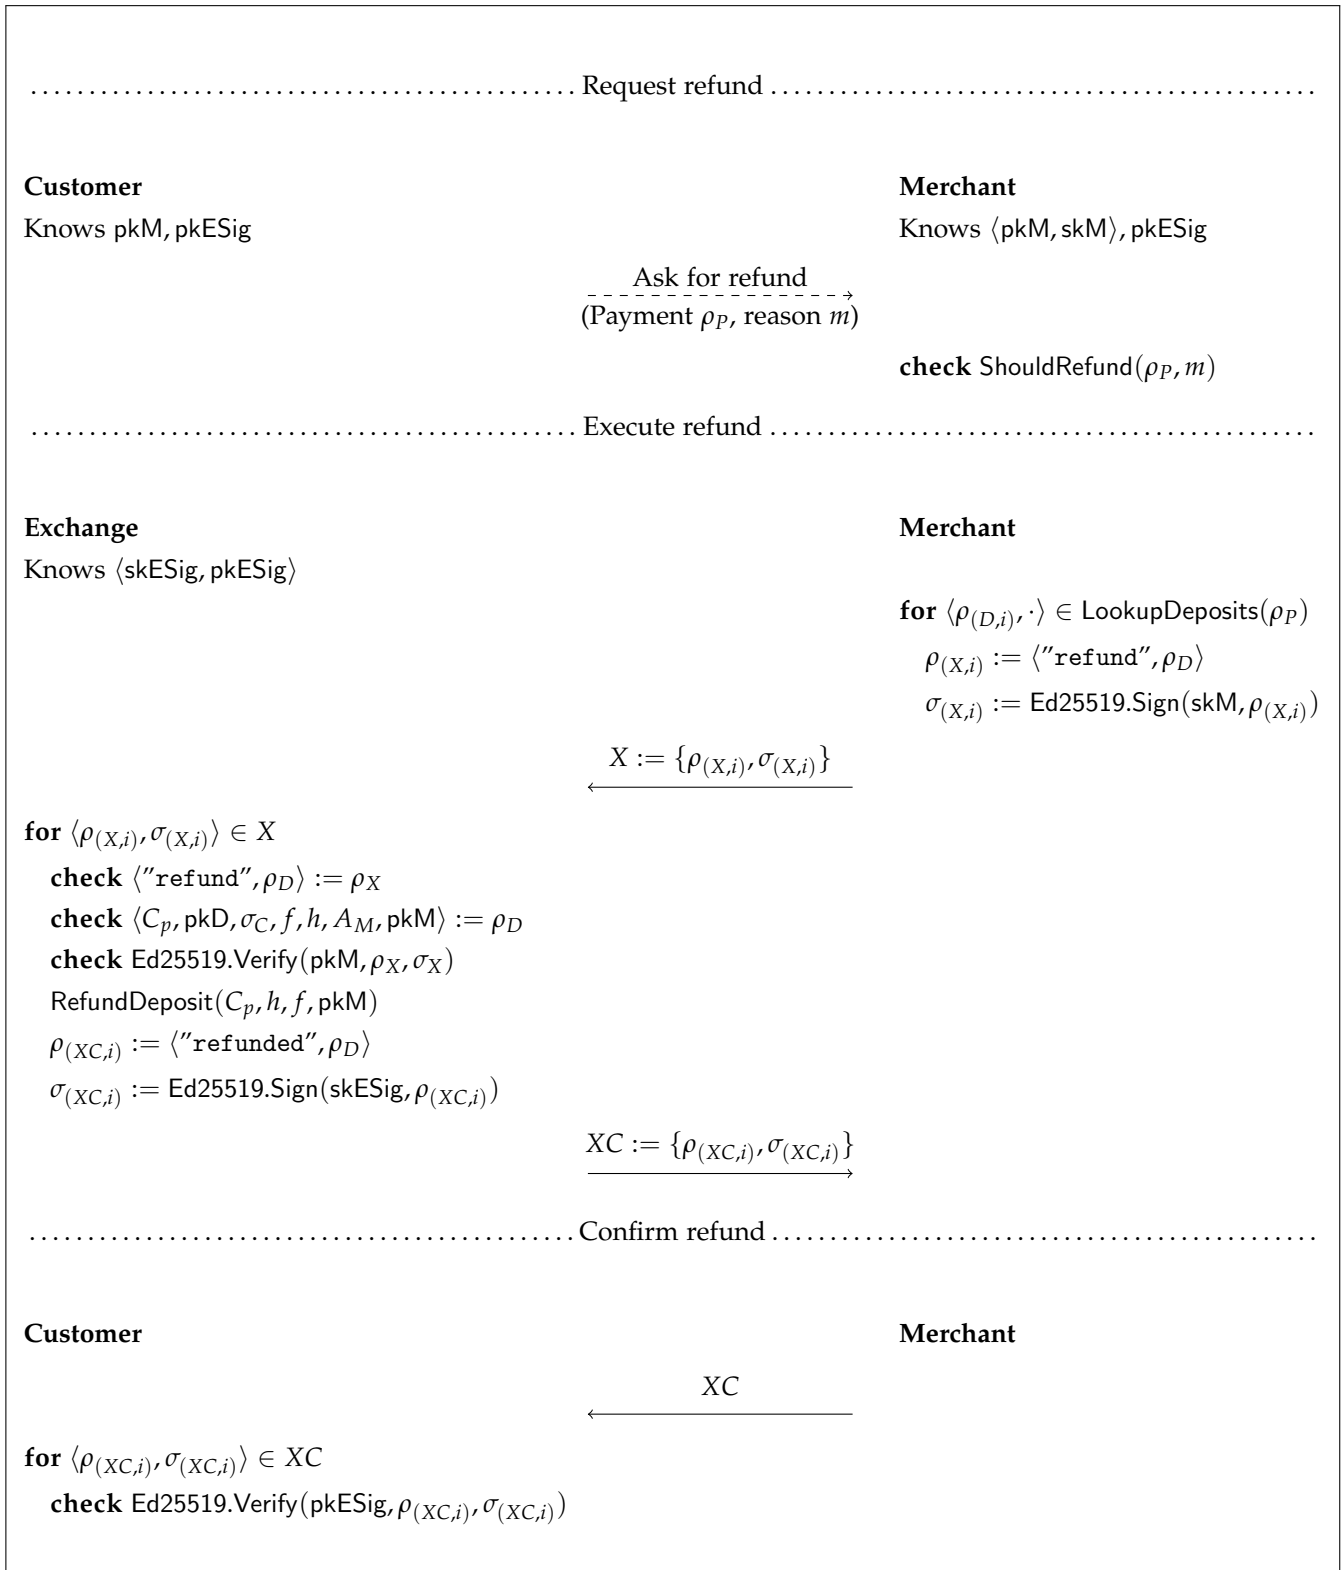 ........................................ Request refund ........................................
Customer Merchant
Knows pkM, pkESig Knows ⟨pkM, skM⟩, pkESig
Ask for refund
(Payment ρ_P, reason m)
check ShouldRefund(ρ_P, m)
........................................ Execute refund ........................................
Exchange Merchant
Knows ⟨skESig, pkESig⟩
for ⟨ρ_(D,i), ·⟩ ∈ LookupDeposits(ρ_P)
ρ_(X,i) := ⟨"refund", ρ_D⟩
σ_(X,i) := Ed25519.Sign(skM, ρ_(X,i))
X := {ρ_(X,i), σ_(X,i)}
for ⟨ρ_(X,i), σ_(X,i)⟩ ∈ X
check ⟨"refund", ρ_D⟩ := ρ_X
check ⟨C_p, pkD, σ_C, f, h, A_M, pkM⟩ := ρ_D
check Ed25519.Verify(pkM, ρ_X, σ_X)
RefundDeposit(C_p, h, f, pkM)
ρ_(XC,i) := ⟨"refunded", ρ_D⟩
σ_(XC,i) := Ed25519.Sign(skESig, ρ_(XC,i))
XC := {ρ_(XC,i), σ_(XC,i)}
........................................ Confirm refund ........................................
Customer Merchant
XC
for ⟨ρ_(XC,i), σ_(XC,i)⟩ ∈ XC
check Ed25519.Verify(pkESig, ρ_(XC,i), σ_(XC,i))